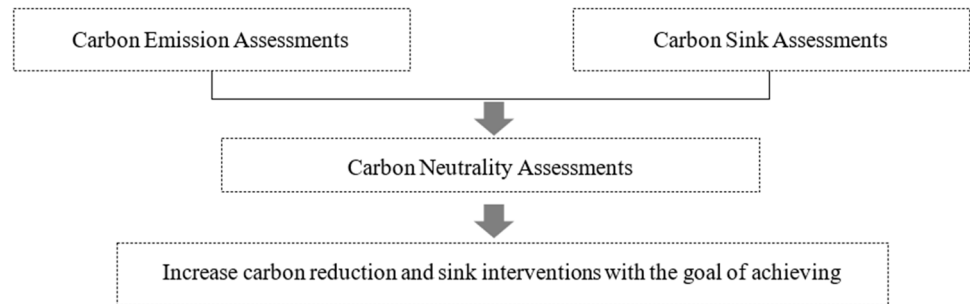 Carbon Emission Assessments
Carbon Sink Assessments
Carbon Neutrality Assessments
Increase carbon reduction and sink interventions with the goal of achieving